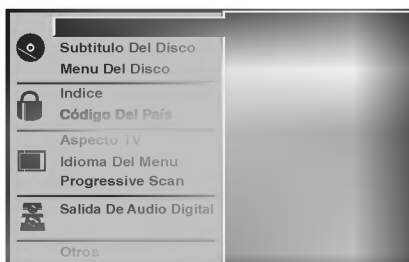 Subtitulo Del Disco
Menu Del Disco
Indice
Código Del País
Aspecto TV
Idioma Del Menu
Progressive Scan
Salida De Audio Digital
Otros